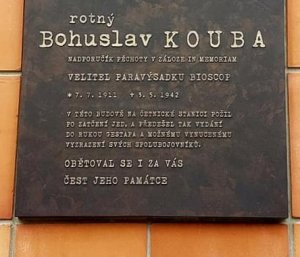 rotný
Bohuslav KOUBA
NADPORUČÍK PĚCHOTY V ZÁLOZE IN MEMORIAM
VELITEL PARAVÝSADKU BIOSCOP
* 7. 7. 1911 + 3. 5. 1942
V TÉTO BUDOVĚ NA ČETNICKÉ STANICI POŽIL
PO ZATČENÍ JED, A PŘEDEŠEL TAK VYDÁNÍ
DO RUKOU GESTAPA A MOŽNÉMU VYNUCENÉMU
VYZRAZENÍ SVÝCH SPOLUBOJOVNÍKŮ.
OBĚTOVAL SE I ZA VÁS
ČEST JEHO PAMÁTCE